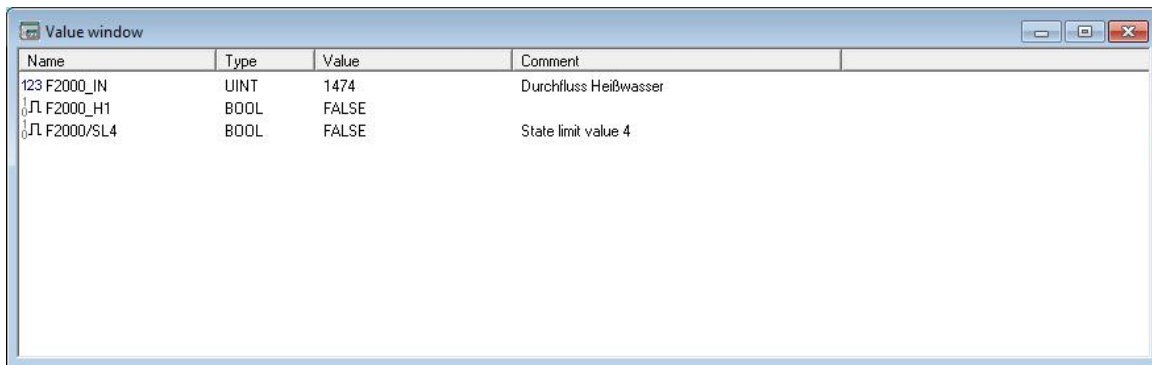 Value window
Name Type Value Comment
123 F2000_IN UINT 1474 Durchfluss Heißwasser
F2000_H1 BOOL FALSE
F2000/SL4 BOOL FALSE State limit value 4